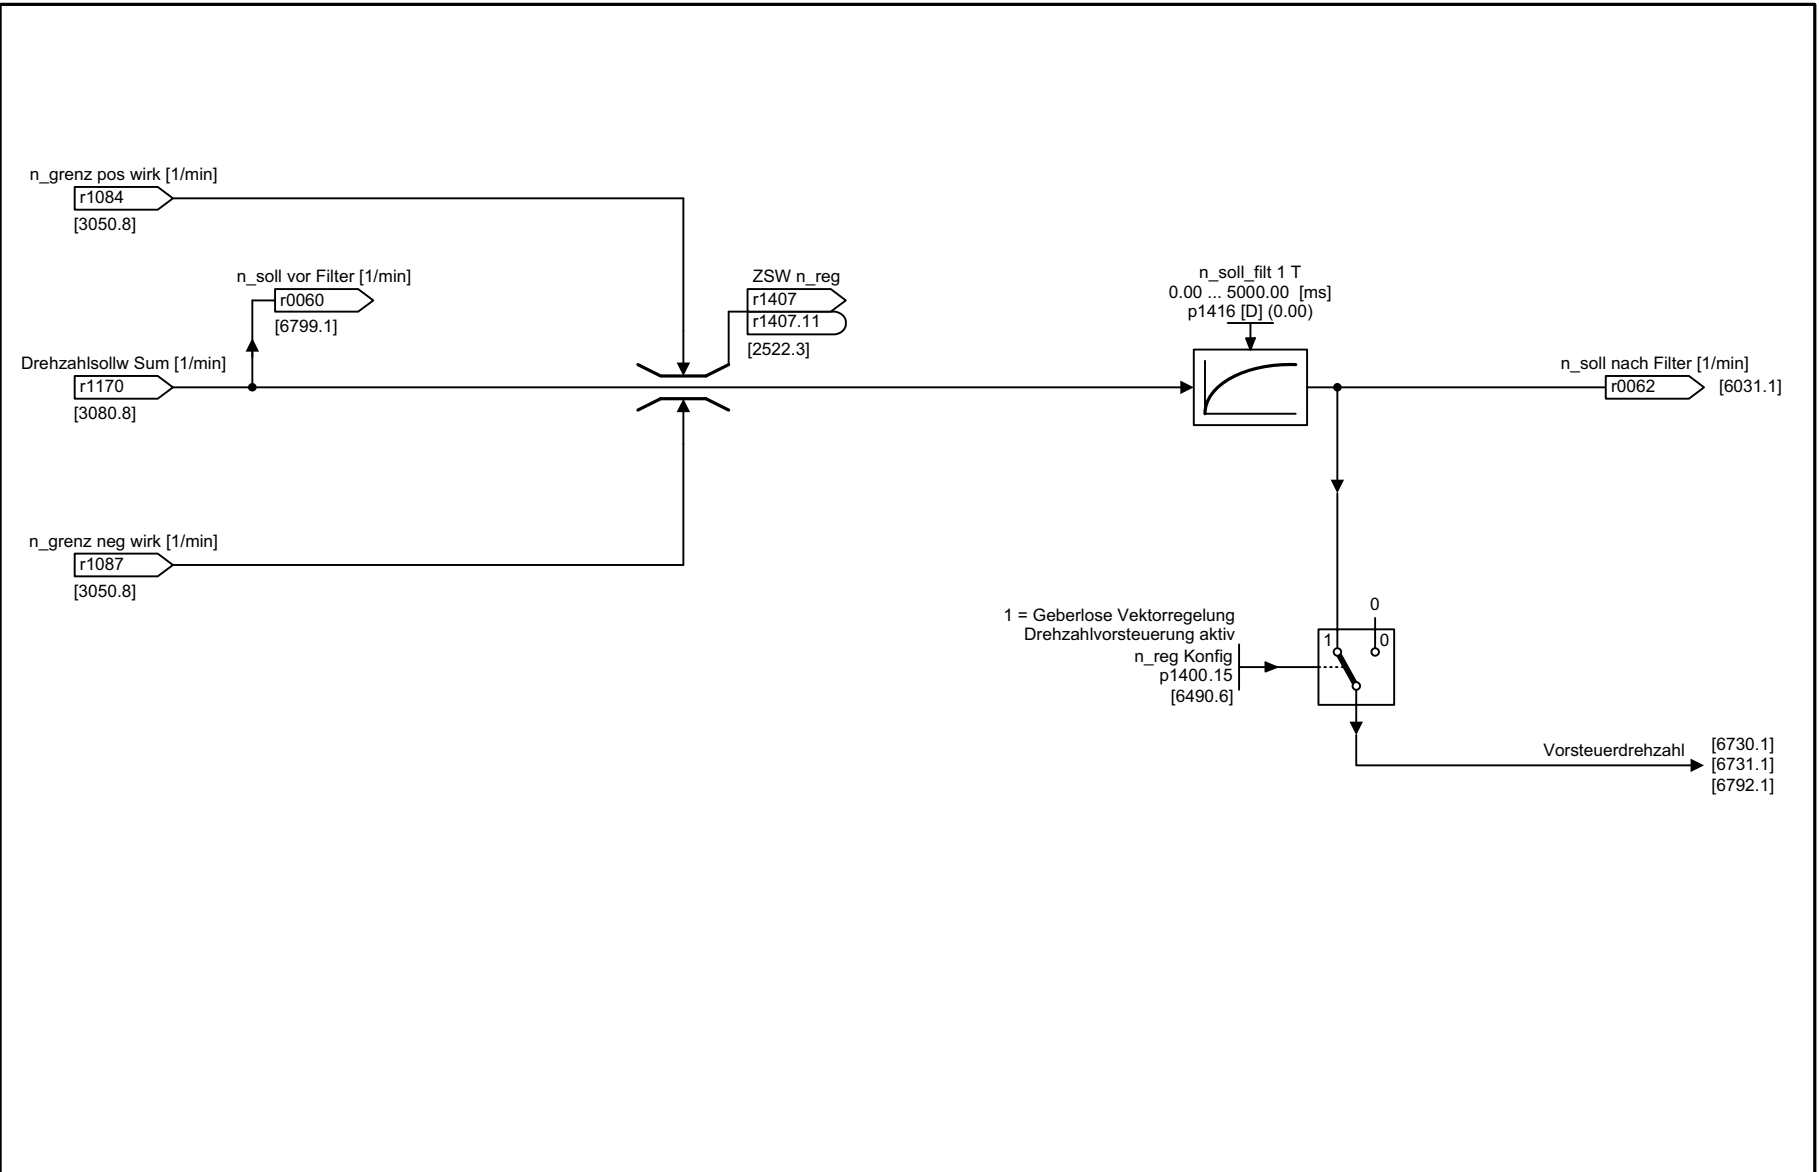 n_grenz pos wirk [1/min]
r1084
[3050.8]
n_soll vor Filter [1/min]
r0060
[6799.1]
Drehzahlsollw Sum [1/min]
r1170
[3080.8]
n_grenz neg wirk [1/min]
r1087
[3050.8]
ZSW n_reg
r1407
r1407.11
[2522.3]
n_soll_filt 1 T
0.00 ... 5000.00 [ms]
p1416 [D] (0.00)
n_soll nach Filter [1/min]
r0062 [6031.1]
1 = Geberlose Vektorregelung
Drehzahlvorsteuerung aktiv
n_reg Konfig
p1400.15
[6490.6]
0
1 0
Vorsteuerdrehzahl
[6730.1]
[6731.1]
[6792.1]